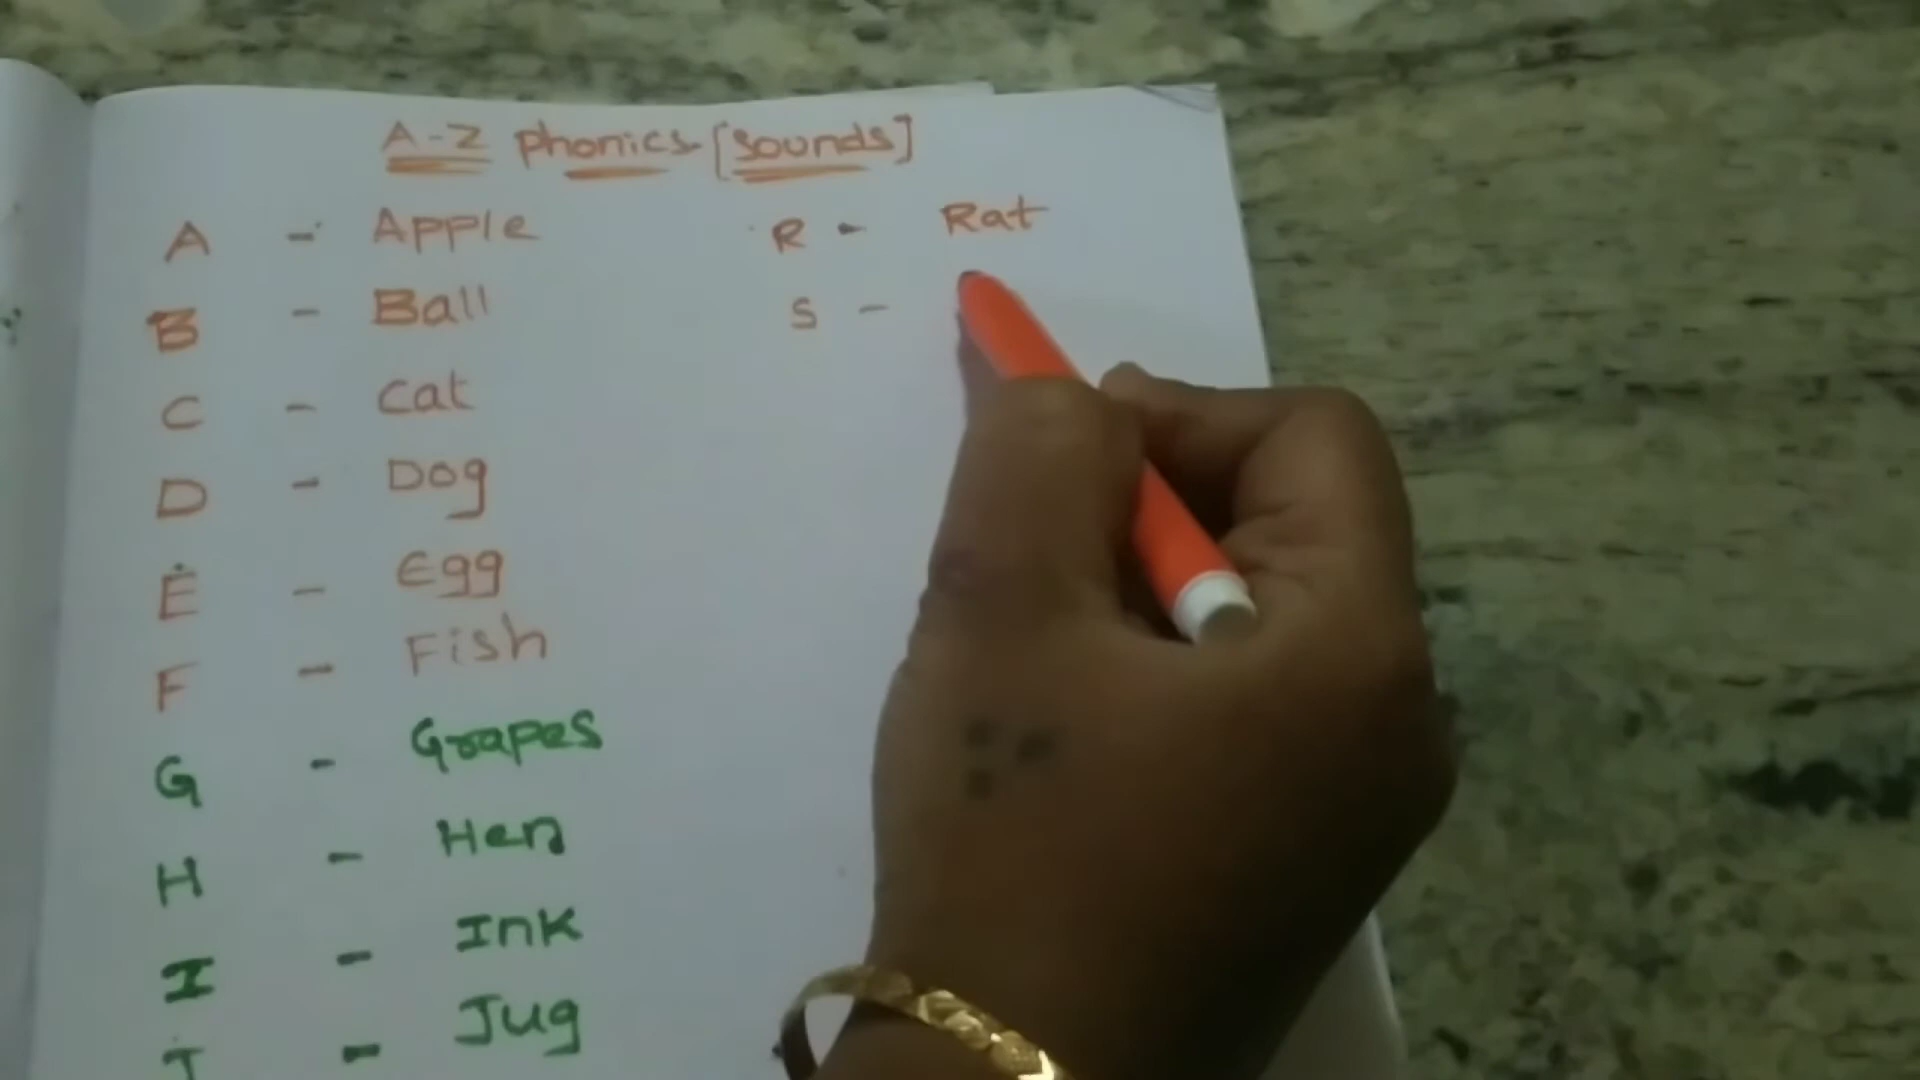 A-Z Phonics [Sounds]
A - Apple
B - Ball
C - Cat
D - Dog
E - Egg
F - Fish
G - Grapes
H - Hen
I - Ink
J - Jug
R - Rat
S -